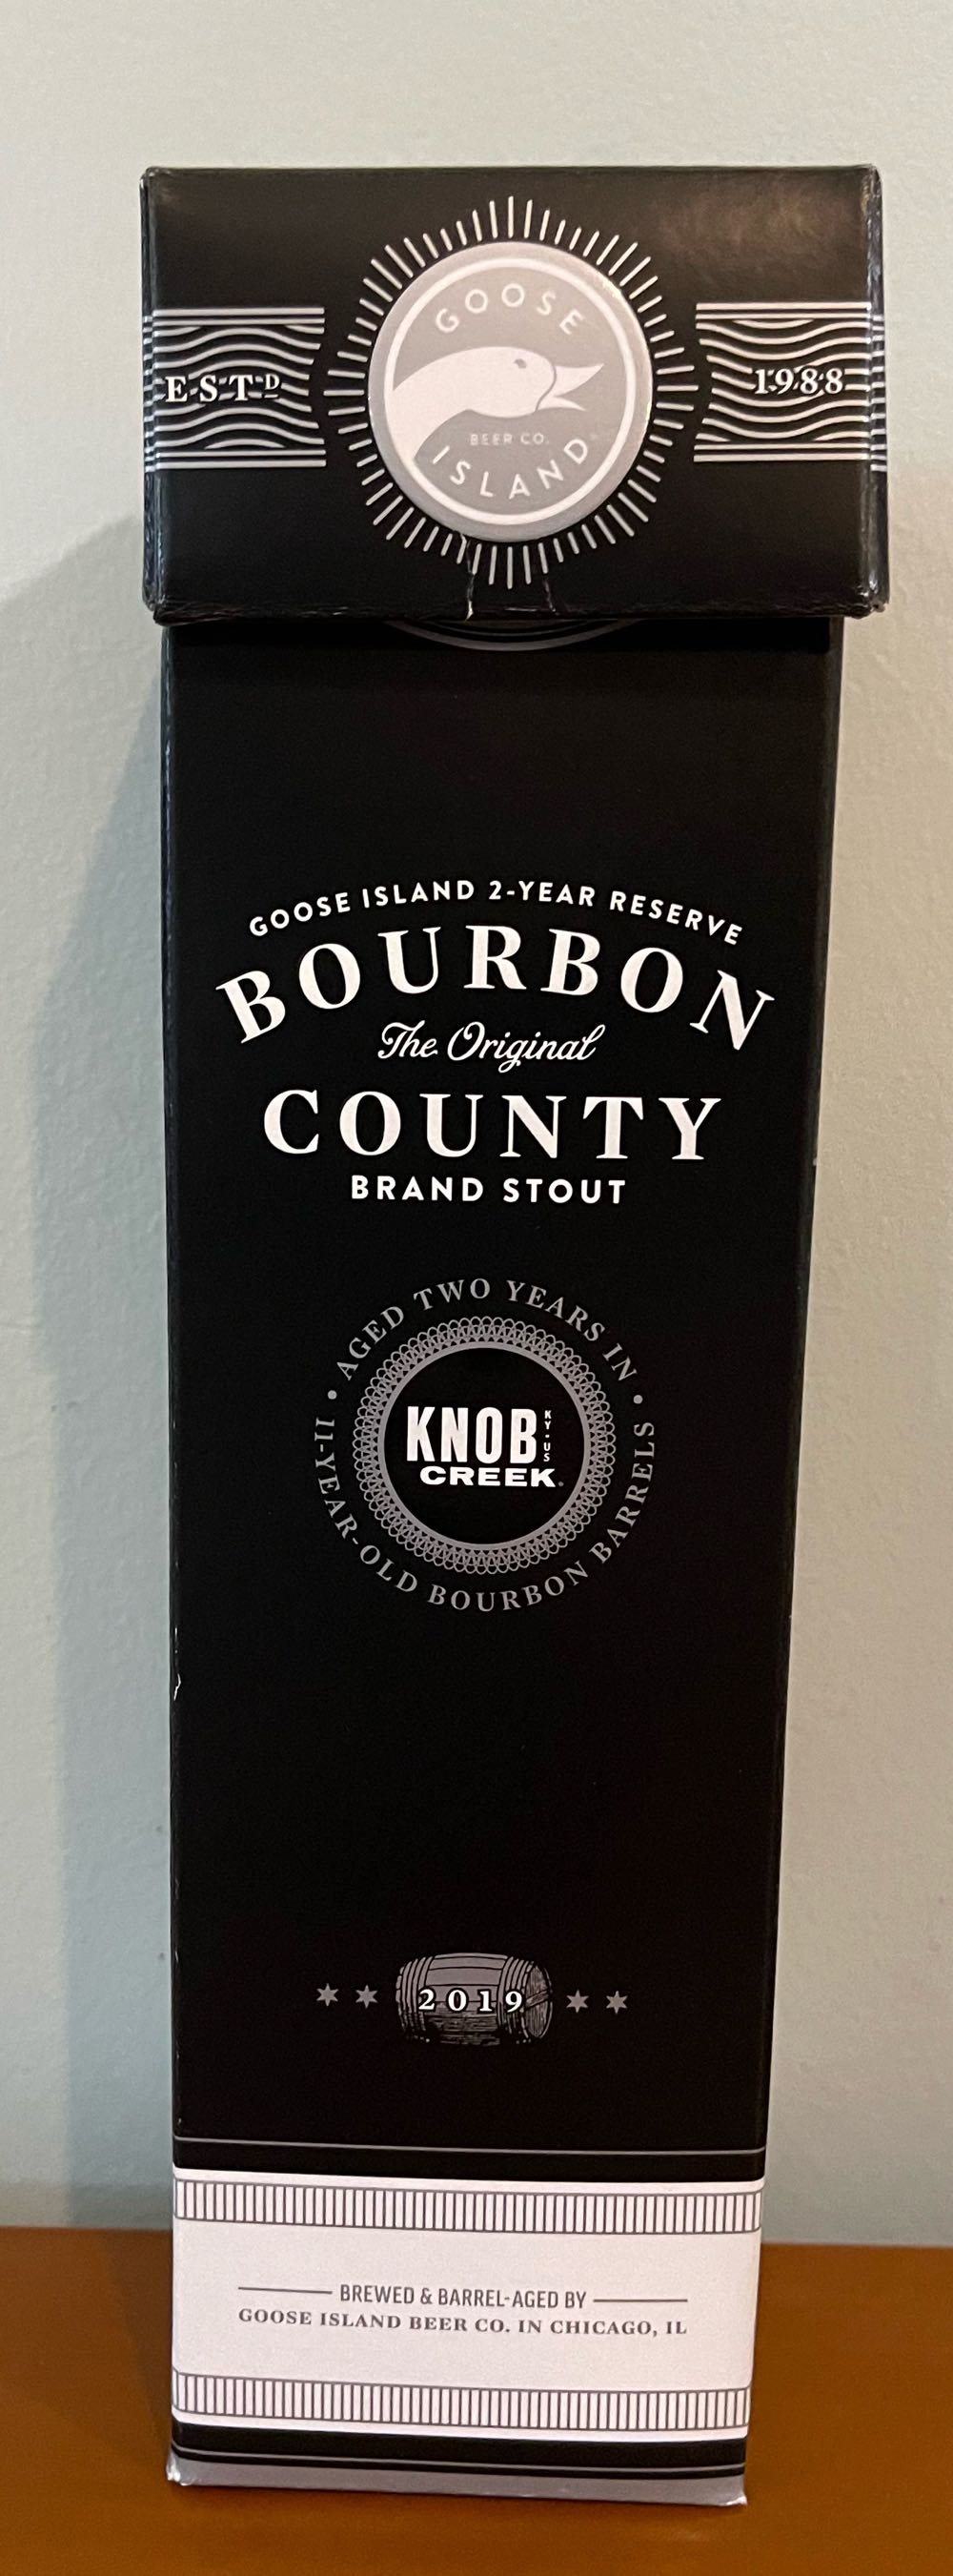 GOOSE
BEER CO.
ISLAND
ESTD
1988
GOOSE ISLAND 2-YEAR RESERVE
BOURBON
The Original
COUNTY
BRAND STOUT
• AGED TWO YEARS IN •
KNOB KY•US
CREEK®
11-YEAR-OLD BOURBON BARRELS
2019
BREWED & BARREL-AGED BY
GOOSE ISLAND BEER CO. IN CHICAGO, IL